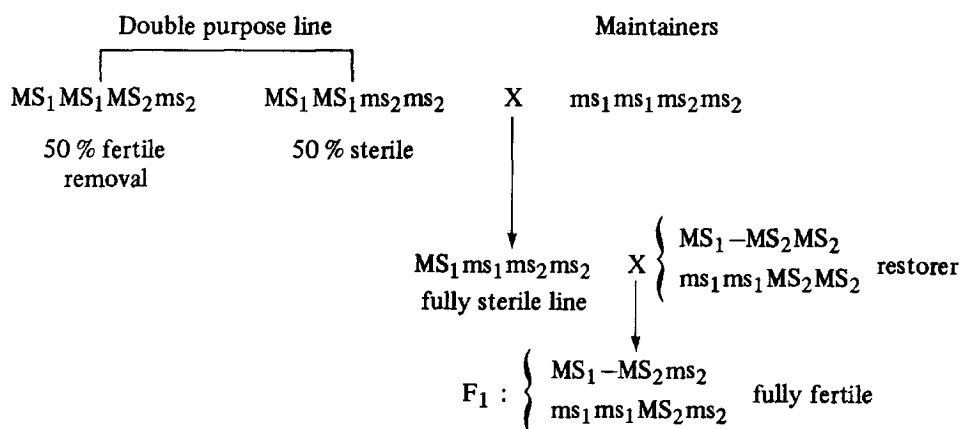 Double purpose line Maintainers
MS₁MS₁MS₂ms₂ MS₁MS₁ms₂ms₂ X ms₁ms₁ms₂ms₂
50 % fertile 50 % sterile
removal
MS₁–MS₂MS₂
MS₁ms₁ms₂ms₂ X { restorer
ms₁ms₁MS₂MS₂
fully sterile line
MS₁–MS₂ms₂
F₁ : { fully fertile
ms₁ms₁MS₂ms₂